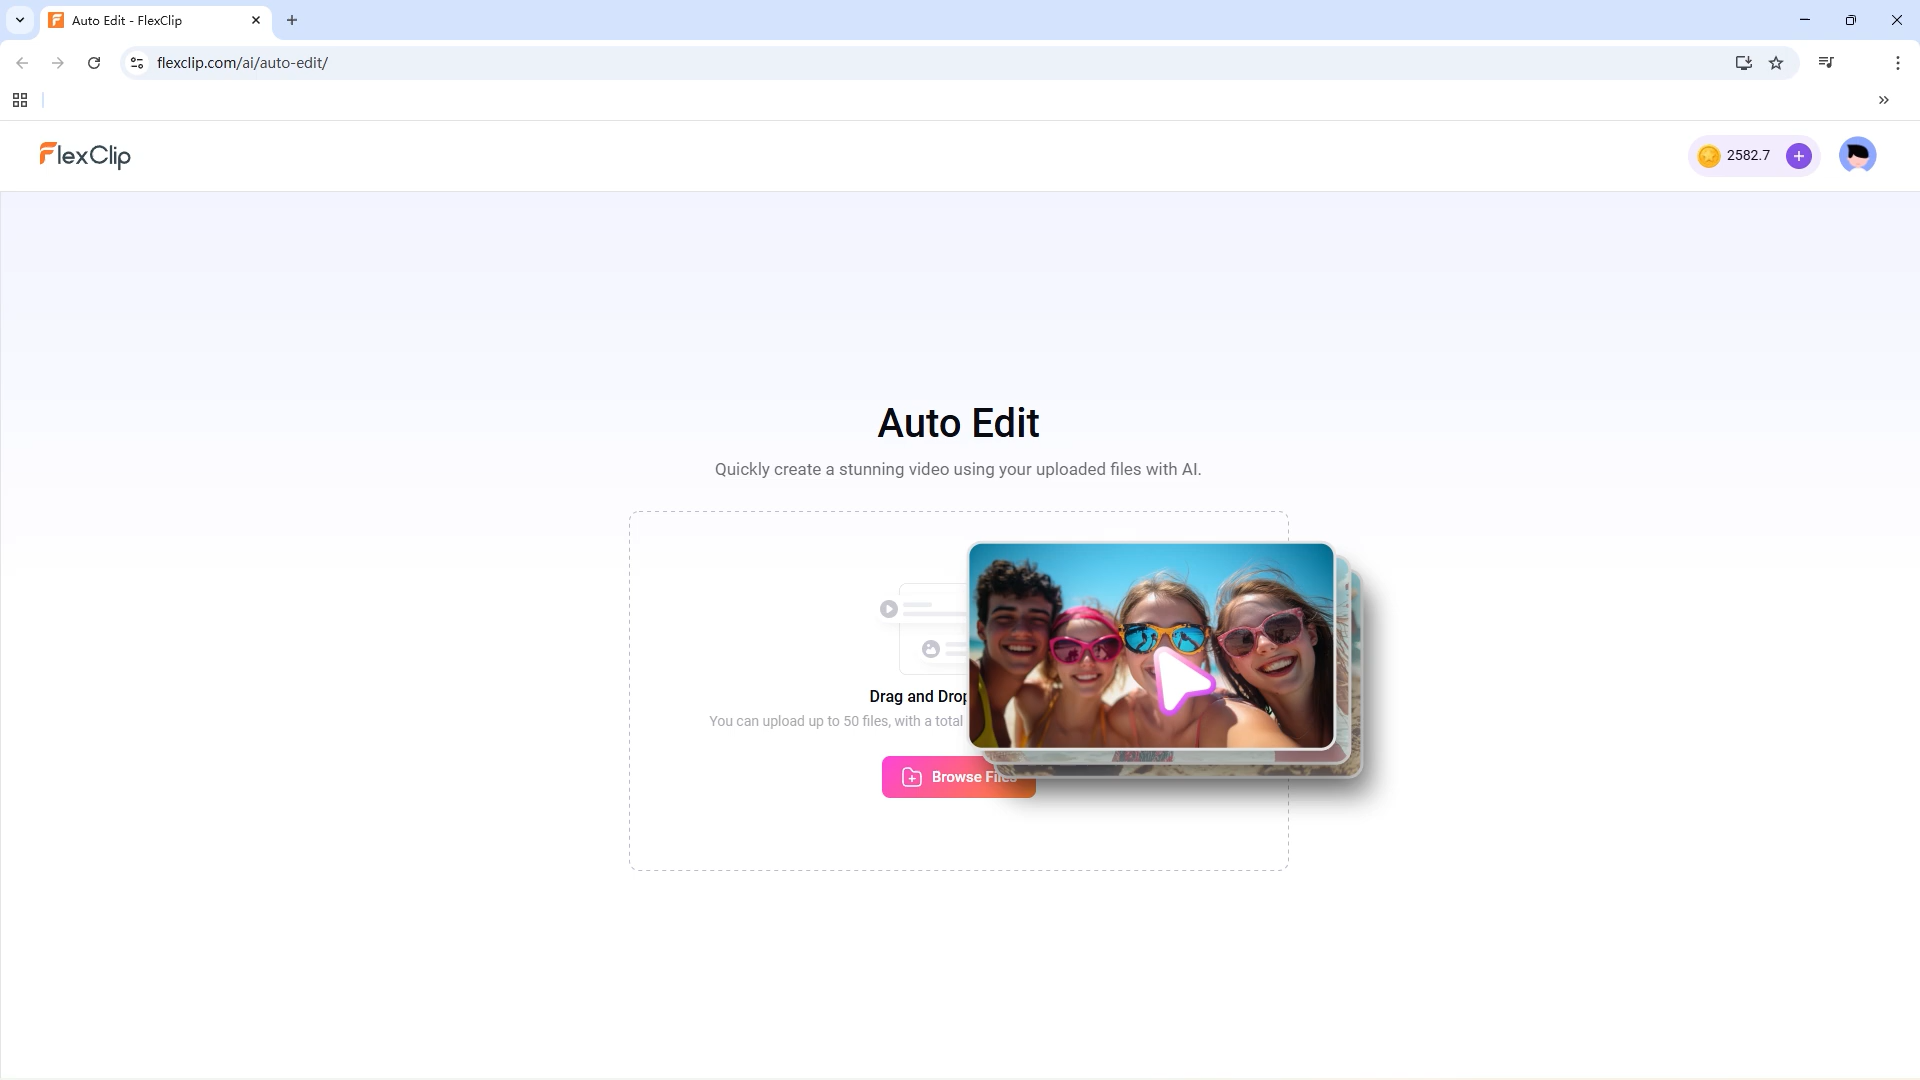 Auto Edit - FlexClip
flexclip.com/ai/auto-edit/
FlexClip
2582.7
Auto Edit
Quickly create a stunning video using your uploaded files with AI.
Drag and Drop
You can upload up to 50 files, with a total
Browse Files